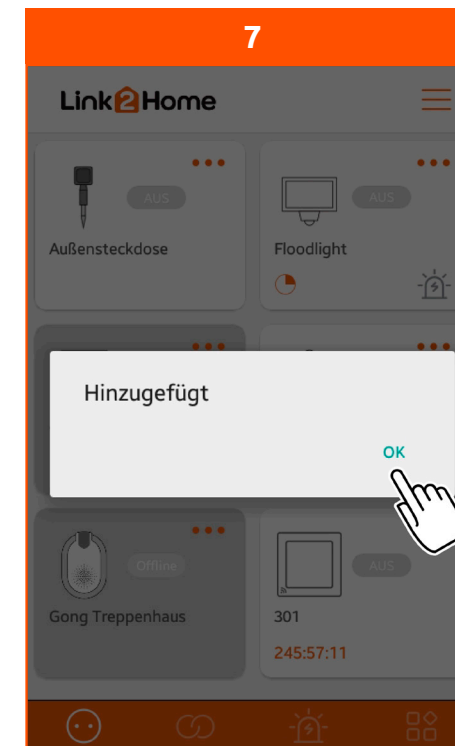 7
Link2Home
AUS
AUS
Außensteckdose
Floodlight
Hinzugefügt
OK
Offline
AUS
Gong Treppenhaus
301
245:57:11